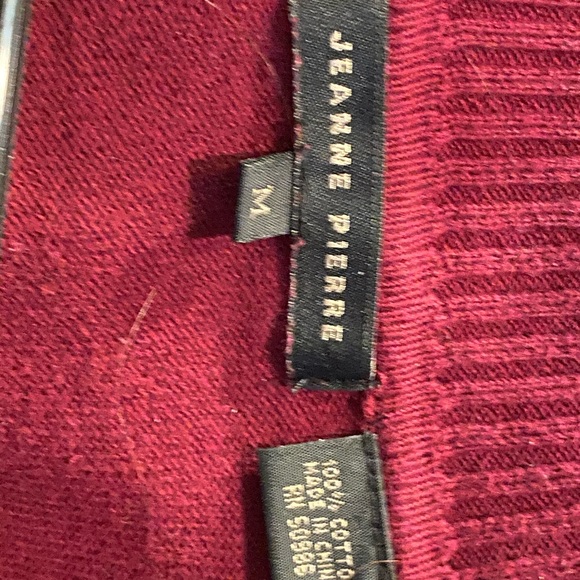 JEANNE PIERRE
M
100% COTTO
MADE IN CHIN
RN 50886